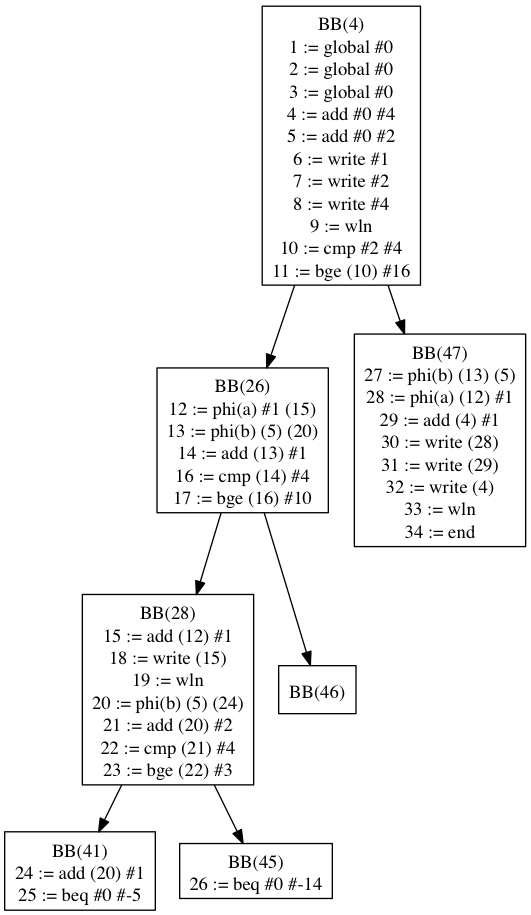 BB(4)
1 := global #0
2 := global #0
3 := global #0
4 := add #0 #4
5 := add #0 #2
6 := write #1
7 := write #2
8 := write #4
9 := wln
10 := cmp #2 #4
11 := bge (10) #16
BB(47)
27 := phi(b) (13) (5)
28 := phi(a) (12) #1
29 := add (4) #1
30 := write (28)
31 := write (29)
32 := write (4)
33 := wln
34 := end
BB(26)
12 := phi(a) #1 (15)
13 := phi(b) (5) (20)
14 := add (13) #1
16 := cmp (14) #4
17 := bge (16) #10
BB(28)
15 := add (12) #1
18 := write (15)
19 := wln
20 := phi(b) (5) (24)
21 := add (20) #2
22 := cmp (21) #4
23 := bge (22) #3
BB(46)
BB(41)
24 := add (20) #1
25 := beq #0 #-5
BB(45)
26 := beq #0 #-14